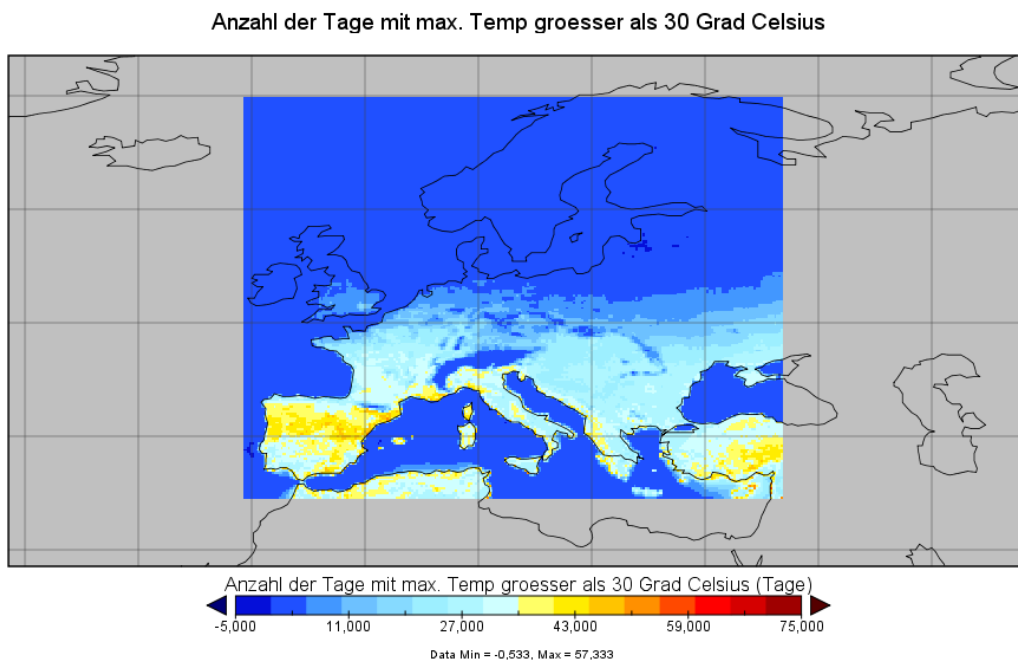 Anzahl der Tage mit max. Temp groesser als 30 Grad Celsius
Anzahl der Tage mit max. Temp groesser als 30 Grad Celsius (Tage)
-5,000 11,000 27,000 43,000 59,000 75,000
Data Min = -0,533, Max = 57,333